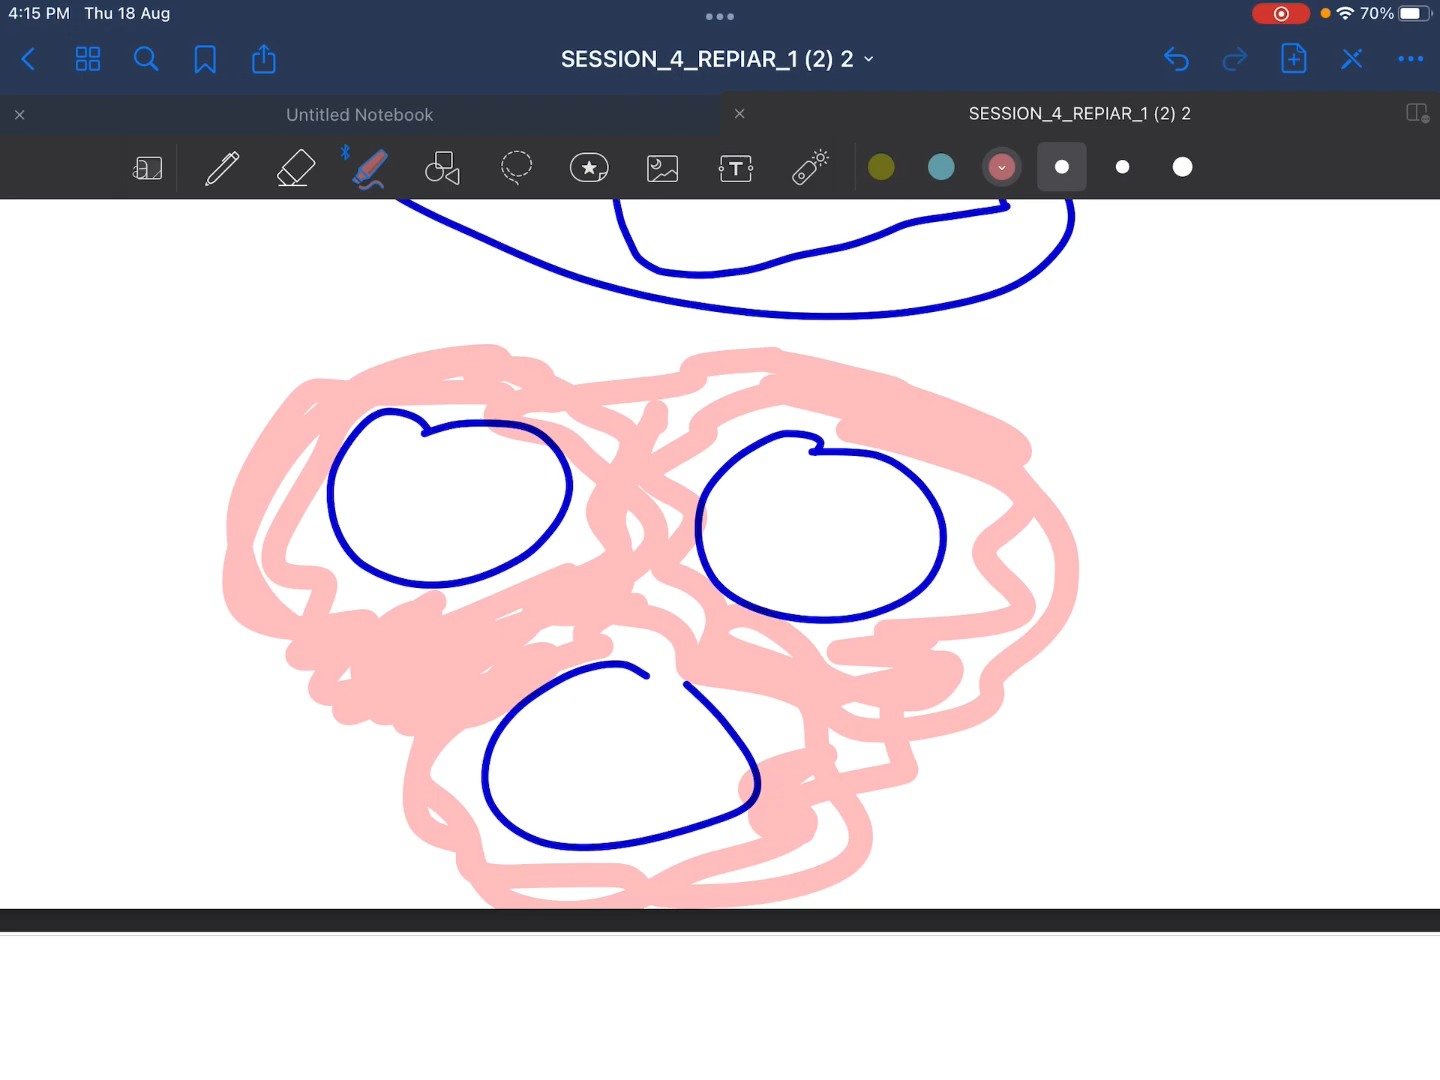 4:15 PM Thu 18 Aug
70%
SESSION_4_REPIAR_1 (2) 2
Untitled Notebook
SESSION_4_REPIAR_1 (2) 2
T